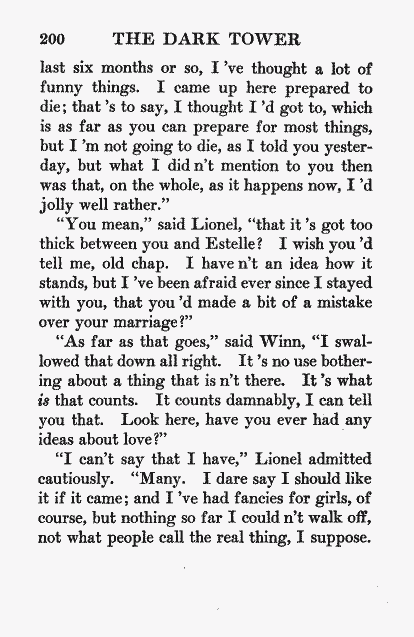 200 THE DARK TOWER
last six months or so, I 've thought a lot of
funny things. I came up here prepared to
die; that 's to say, I thought I 'd got to, which
is as far as you can prepare for most things,
but I 'm not going to die, as I told you yester-
day, but what I did n't mention to you then
was that, on the whole, as it happens now, I 'd
jolly well rather."
"You mean," said Lionel, "that it 's got too
thick between you and Estelle? I wish you 'd
tell me, old chap. I have n't an idea how it
stands, but I 've been afraid ever since I stayed
with you, that you 'd made a bit of a mistake
over your marriage?"
"As far as that goes," said Winn, "I swal-
lowed that down all right. It 's no use bother-
ing about a thing that is n't there. It 's what
is that counts. It counts damnably, I can tell
you that. Look here, have you ever had any
ideas about love?"
"I can't say that I have," Lionel admitted
cautiously. "Many. I dare say I should like
it if it came; and I 've had fancies for girls, of
course, but nothing so far I could n't walk off,
not what people call the real thing, I suppose.